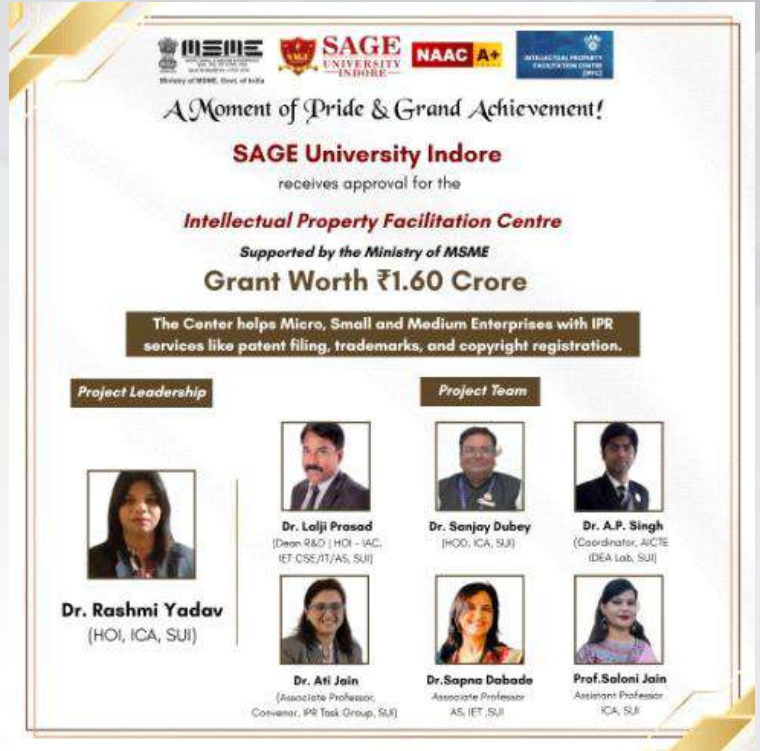 MSME
Ministry of MSME, Govt. of India
SAGE
SAGE
UNIVERSITY
INDORE
NAAC A+
INTELLECTUAL PROPERTY
FACILITATION CENTRE
(IPFC)
A Moment of Pride & Grand Achievement!
SAGE University Indore
receives approval for the
Intellectual Property Facilitation Centre
Supported by the Ministry of MSME
Grant Worth ₹1.60 Crore
The Center helps Micro, Small and Medium Enterprises with IPR
services like patent filing, trademarks, and copyright registration.
Project Leadership
Project Team
Dr. Rashmi Yadav
(HOI, ICA, SUI)
Dr. Lalji Prasad
(Dean R&D | HOI - IAC,
IET CSE/IT/AS, SUI)
Dr. Sanjay Dubey
(HOD, ICA, SUI)
Dr. A.P. Singh
(Coordinator, AICTE
IDEA Lab, SUI)
Dr. Ati Jain
(Associate Professor,
Convenor, IPR Task Group, SUI)
Dr.Sapna Dabade
Associate Professor
AS, IET ,SUI
Prof.Saloni Jain
Assistant Professor
ICA, SUI